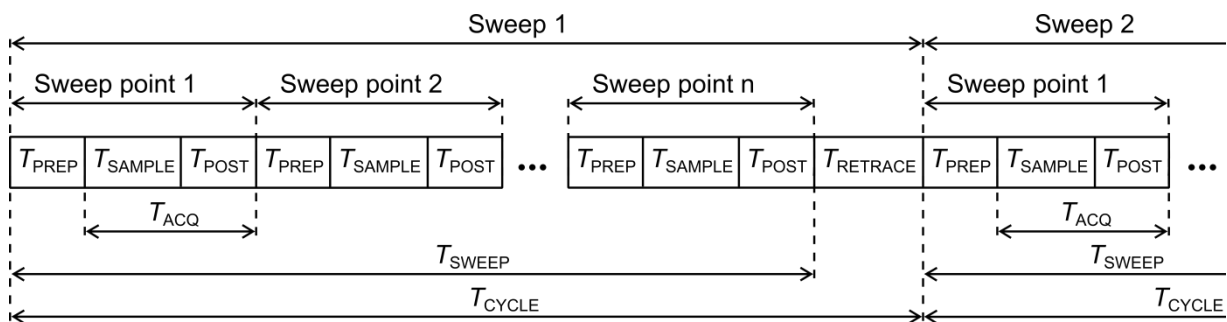 Sweep 1 Sweep 2
Sweep point 1 Sweep point 2 Sweep point n Sweep point 1
TPREP TSAMPLE TPOST TPREP TSAMPLE TPOST ••• TPREP TSAMPLE TPOST TRETRACE TPREP TSAMPLE TPOST •••
TACQ TACQ
TSWEEP TSWEEP
TCYCLE TCYCLE